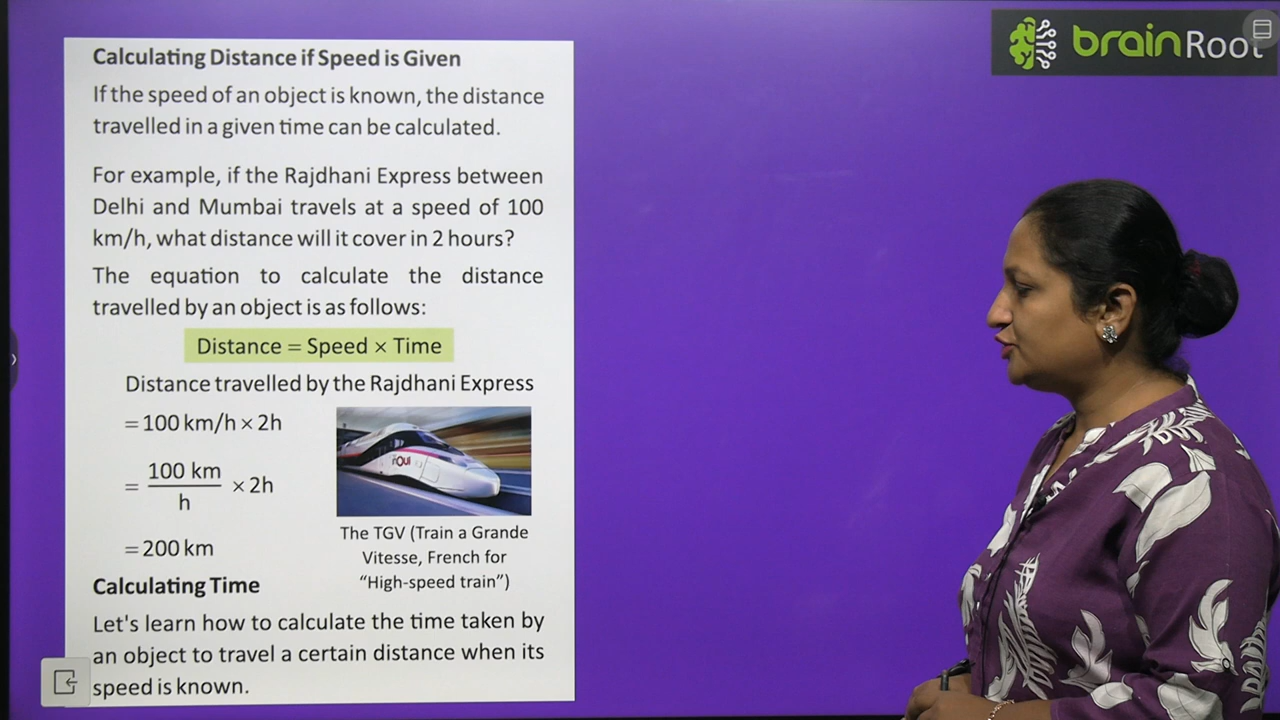 Calculating Distance if Speed is Given
If the speed of an object is known, the distance
travelled in a given time can be calculated.
For example, if the Rajdhani Express between
Delhi and Mumbai travels at a speed of 100
km/h, what distance will it cover in 2 hours?
The equation to calculate the distance
travelled by an object is as follows:
Distance = Speed × Time
Distance travelled by the Rajdhani Express
= 100 km/h × 2h
= 100 km / h × 2h
= 200 km
nOui
The TGV (Train a Grande
Vitesse, French for
“High-speed train”)
Calculating Time
Let's learn how to calculate the time taken by
an object to travel a certain distance when its
speed is known.
brain Root